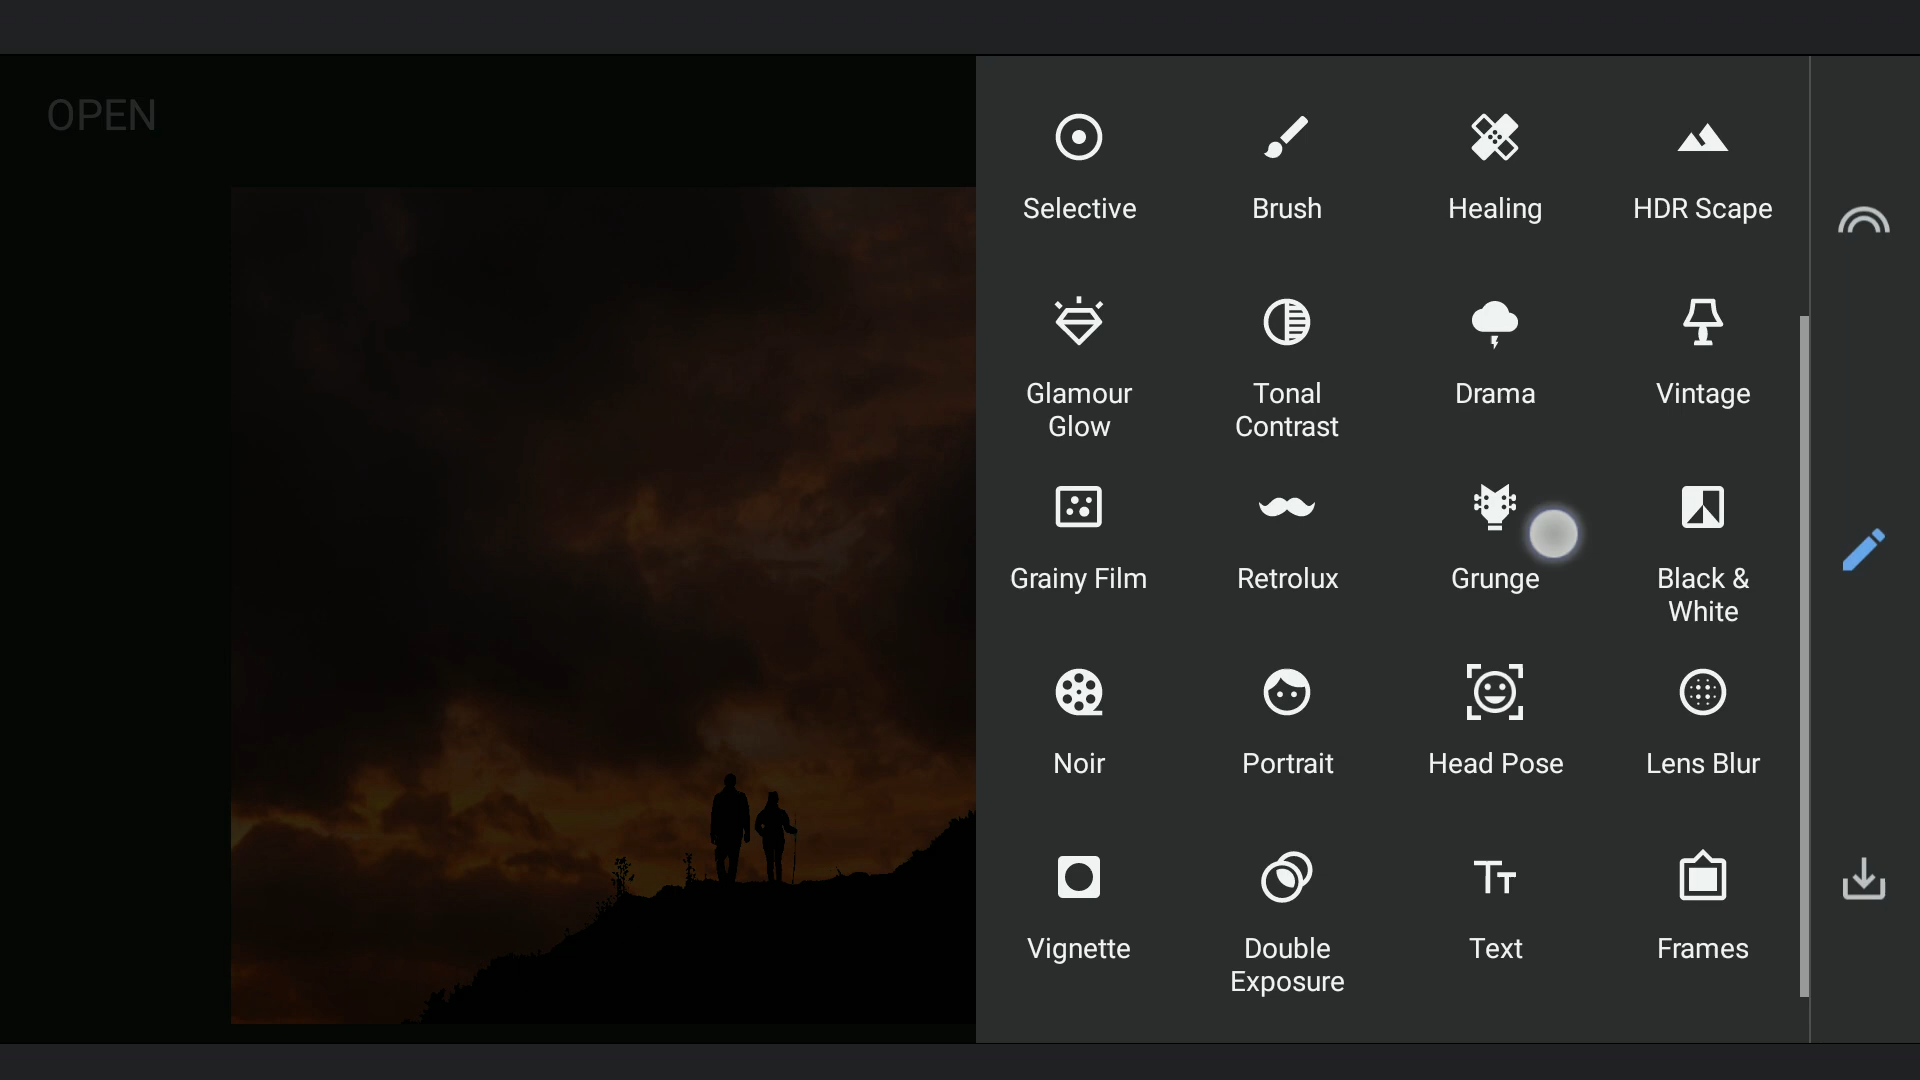 OPEN
Selective
Brush
Healing
HDR Scape
Glamour
Glow
Tonal
Contrast
Drama
Vintage
Grainy Film
Retrolux
Grunge
Black &
White
Noir
Portrait
Head Pose
Lens Blur
Vignette
Double
Exposure
Text
Frames